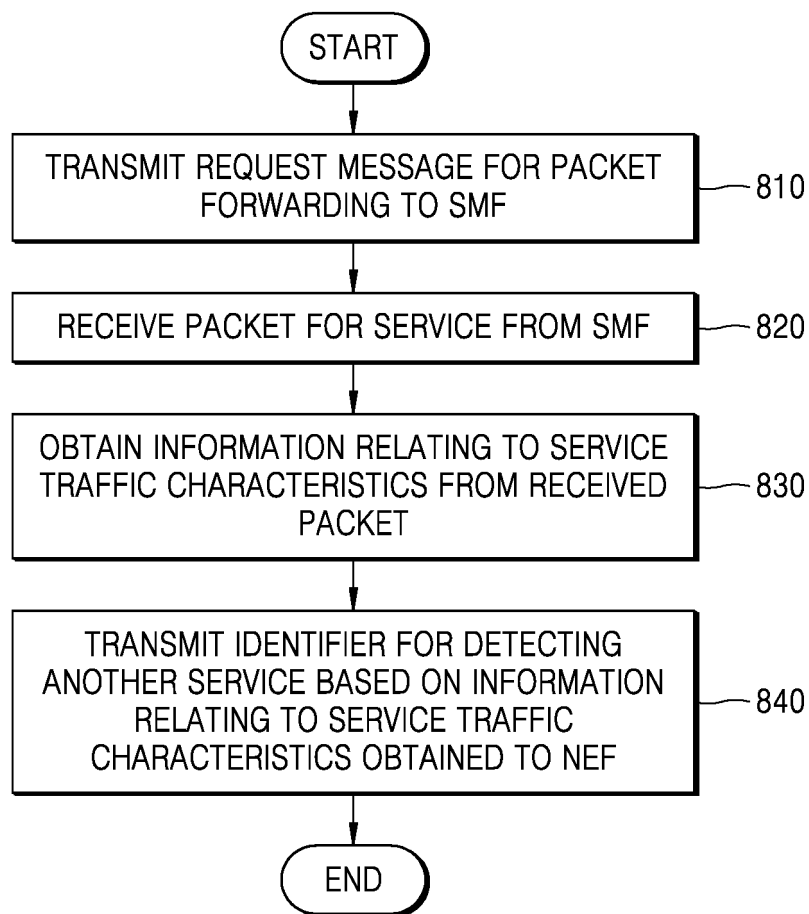 START
TRANSMIT REQUEST MESSAGE FOR PACKET
FORWARDING TO SMF
810
RECEIVE PACKET FOR SERVICE FROM SMF
820
OBTAIN INFORMATION RELATING TO SERVICE
TRAFFIC CHARACTERISTICS FROM RECEIVED
PACKET
830
TRANSMIT IDENTIFIER FOR DETECTING
ANOTHER SERVICE BASED ON INFORMATION
RELATING TO SERVICE TRAFFIC
CHARACTERISTICS OBTAINED TO NEF
840
END